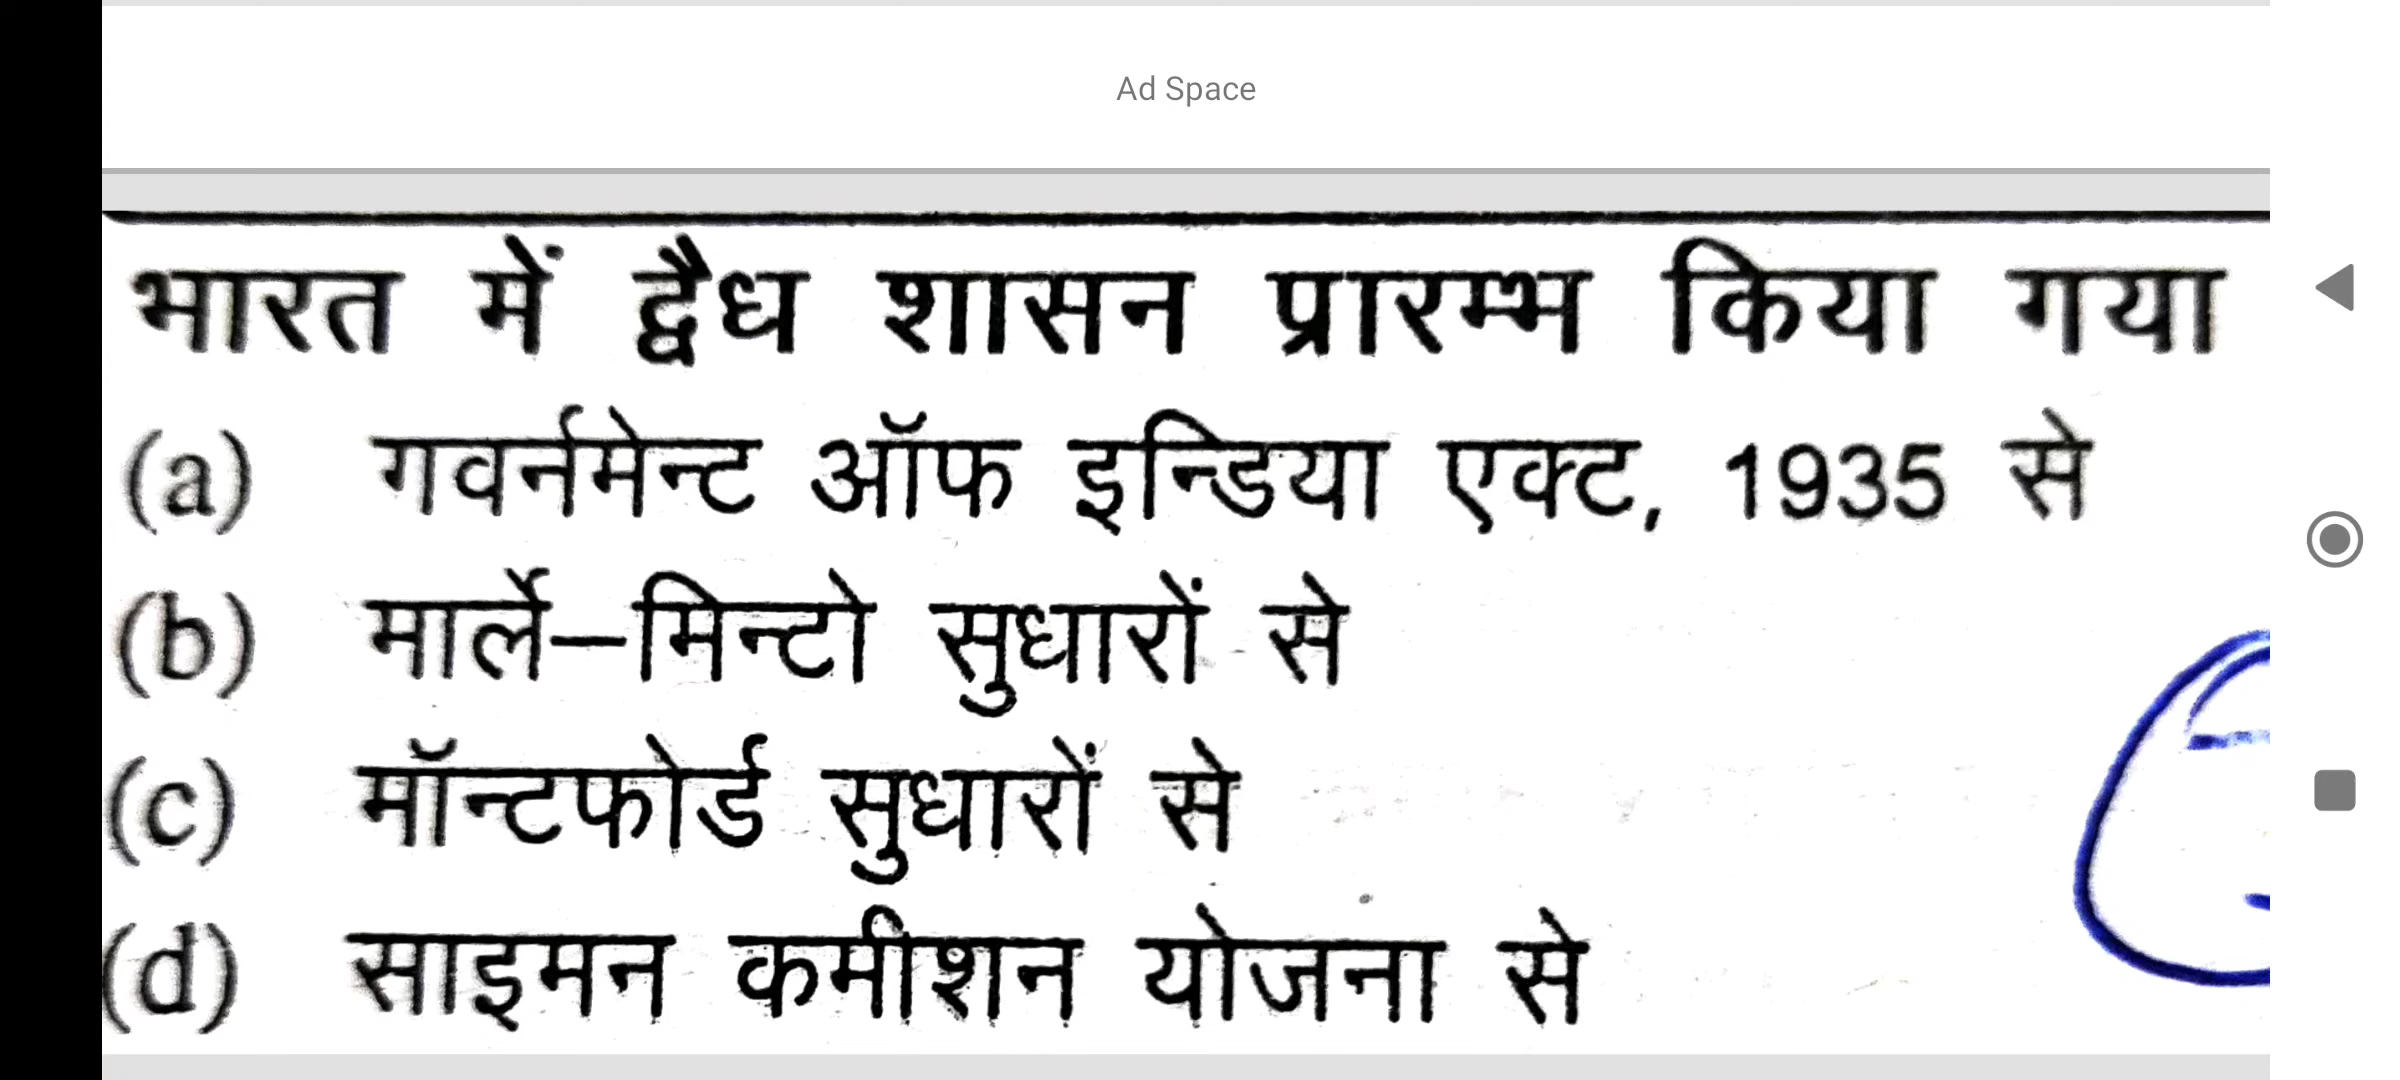 Ad Space
भारत में द्वैध शासन प्रारम्भ किया गया
(a) गवर्नमेन्ट ऑफ इन्डिया एक्ट, 1935 से
(b) मार्ले–मिन्टो सुधारों से
(c) मॉन्टफोर्ड सुधारों से
(d) साइमन कमीशन योजना से